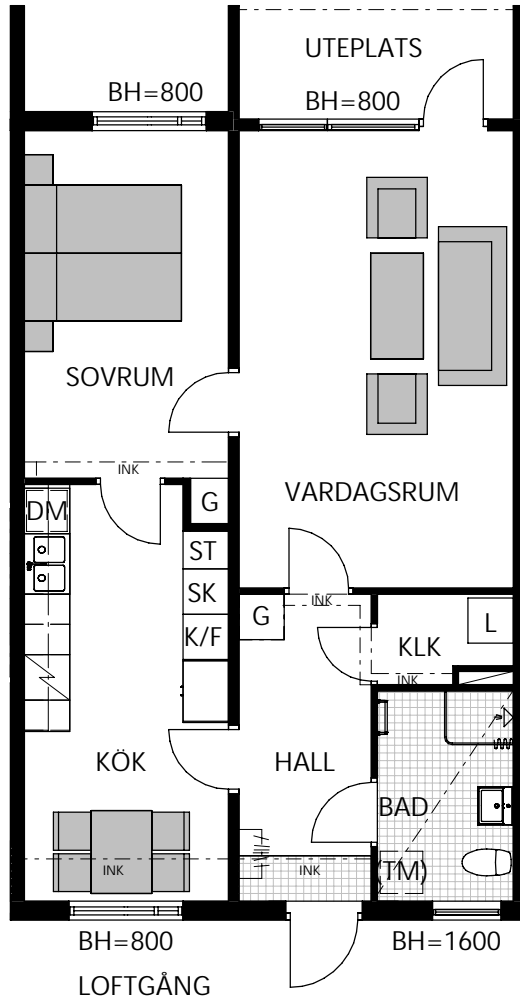 UTEPLATS
BH=800
BH=800
SOVRUM
INK
VARDAGSRUM
DM
G
ST
SK
K/F
INK
G
KLK
L
INK
KÖK
HALL
BAD
(TM)
INK
INK
BH=800
BH=1600
LOFTGÅNG